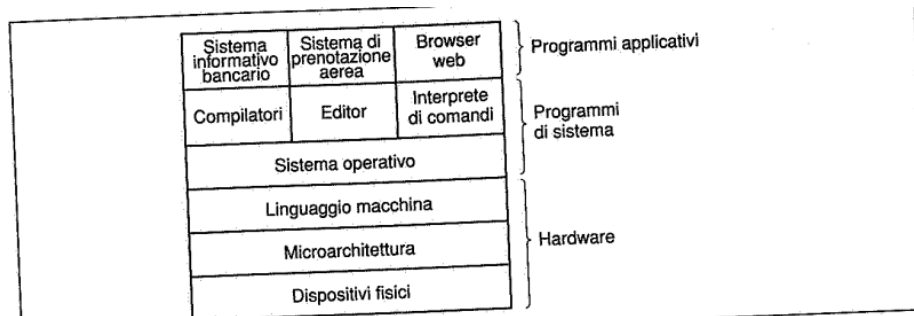 Sistema
informativo
bancario
Sistema di
prenotazione
aerea
Browser
web
Programmi applicativi
Compilatori
Editor
Interprete
di comandi
Programmi
di sistema
Sistema operativo
Linguaggio macchina
Microarchitettura
Hardware
Dispositivi fisici